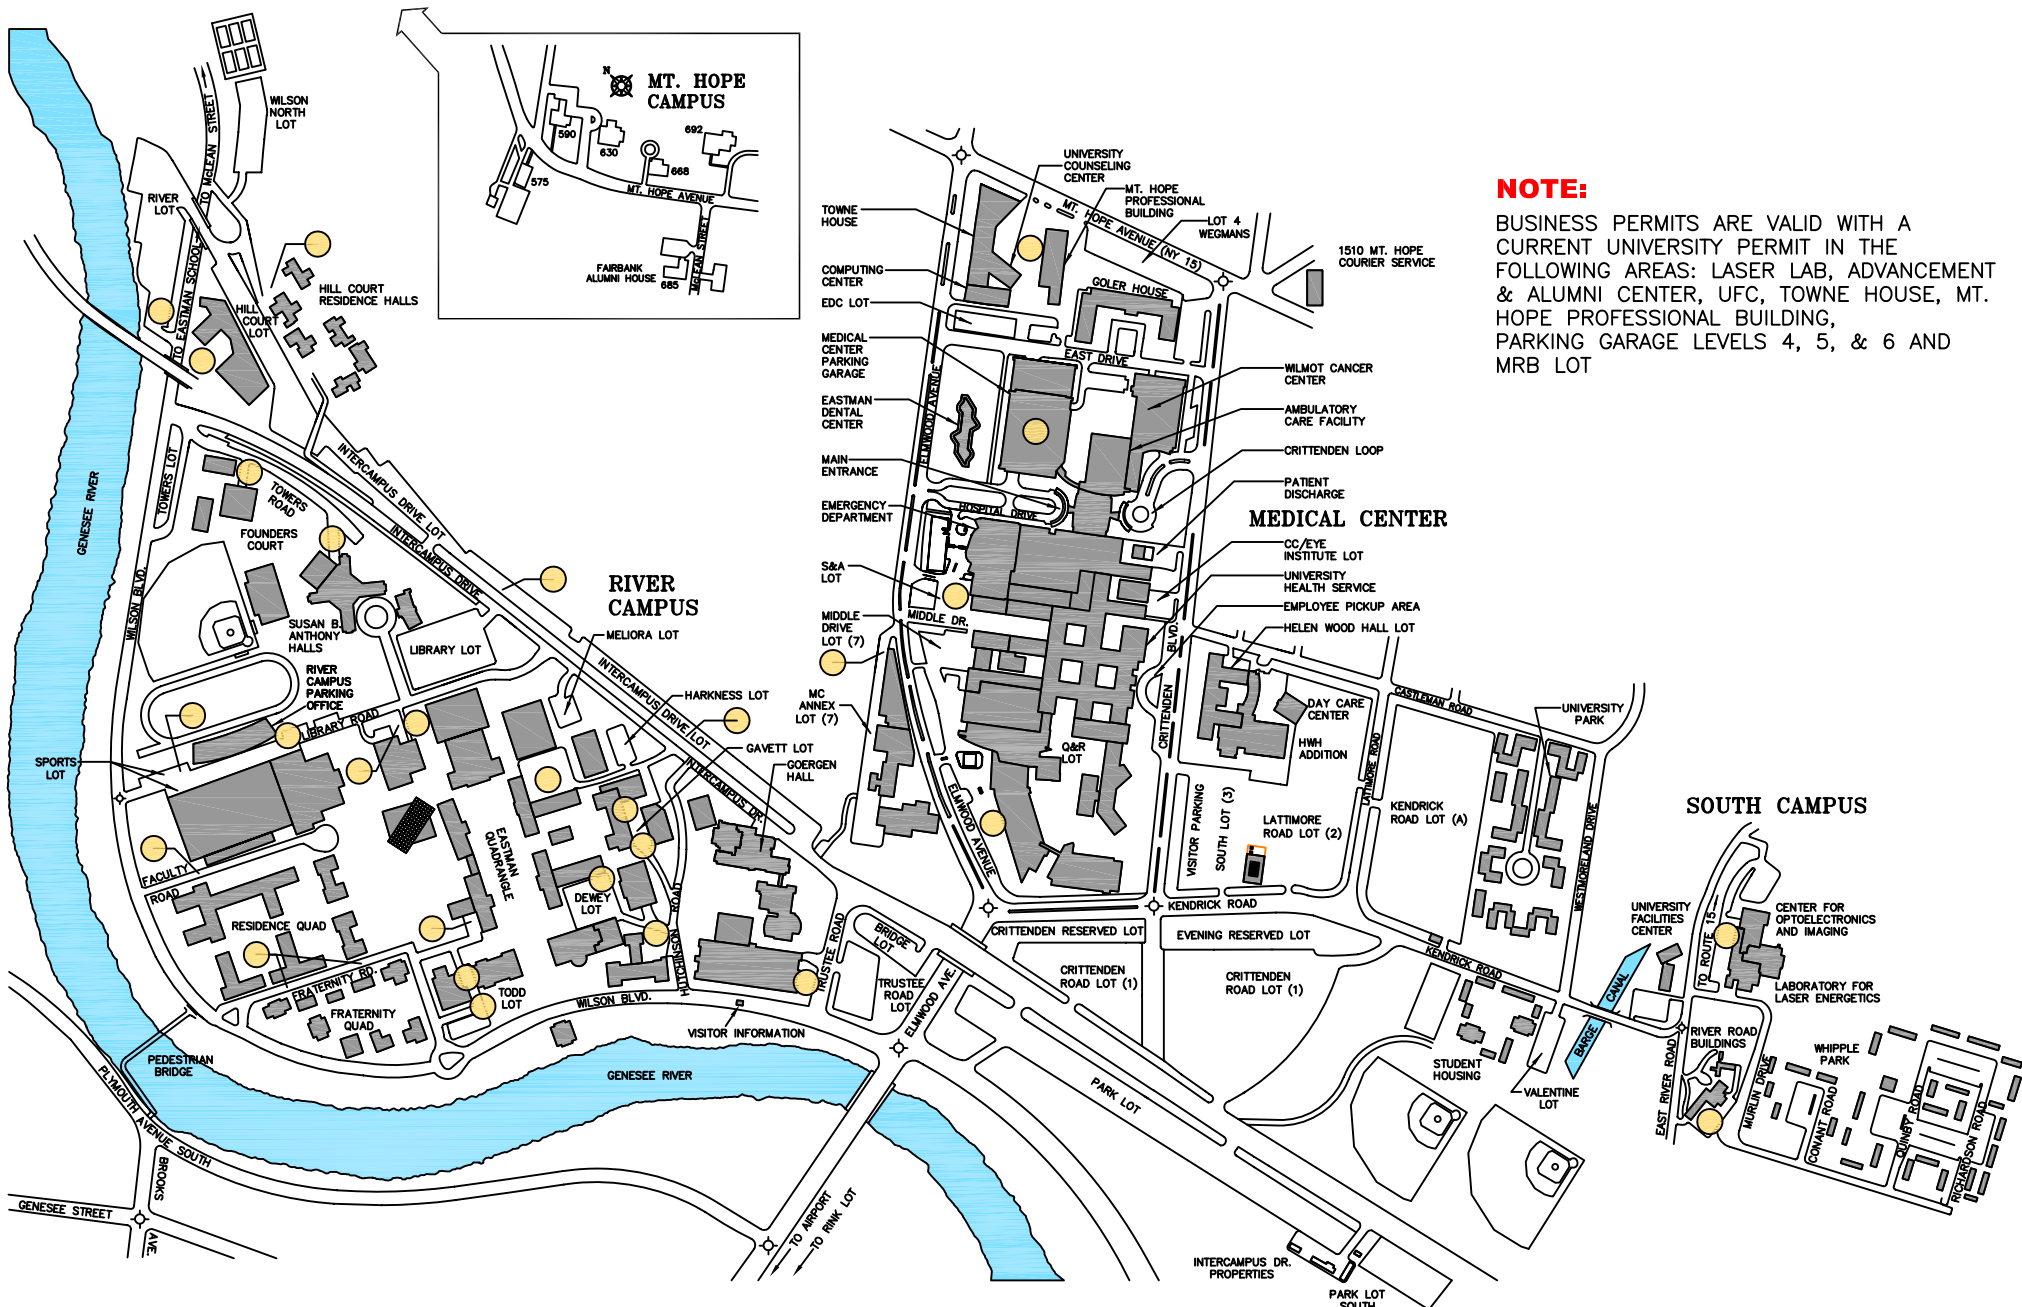 N
MT. HOPE
CAMPUS
590
630
668
692
575
MT. HOPE AVENUE
McLEAN STREET
FAIRBANK
ALUMNI HOUSE
685
WILSON
NORTH
LOT
TO McLEAN STREET
RIVER
LOT
TO EASTMAN SCHOOL
HILL
COURT
LOT
HILL COURT
RESIDENCE HALLS
GENESEE RIVER
TOWERS LOT
TOWERS
ROAD
FOUNDERS
COURT
INTERCAMPUS DRIVE LOT
INTERCAMPUS DRIVE
WILSON BLVD.
SUSAN B.
ANTHONY
HALLS
LIBRARY LOT
RIVER
CAMPUS
MELIORA LOT
RIVER
CAMPUS
PARKING
OFFICE
LIBRARY ROAD
INTERCAMPUS DRIVE/LOT
HARKNESS LOT
GAVETT LOT
GOERGEN
HALL
INTERCAMPUS DR.
SPORTS
LOT
FACULTY
ROAD
EASTMAN
QUADRANGLE
DEWEY
LOT
RESIDENCE QUAD
FRATERNITY RD.
FRATERNITY
QUAD
TODD
LOT
WILSON BLVD.
HUTCHINSON
ROAD
VISITOR INFORMATION
TRUSTEE ROAD
BRIDGE
LOT
TRUSTEE
ROAD
LOT
ELMWOOD AVE.
PEDESTRIAN
BRIDGE
PLYMOUTH AVENUE SOUTH
GENESEE RIVER
BROOKS
AVE.
GENESEE STREET
TO AIRPORT
TO RINK LOT
UNIVERSITY
COUNSELING
CENTER
MT. HOPE
PROFESSIONAL
BUILDING
LOT 4
WEGMANS
MT. HOPE AVENUE (NY 15)
1510 MT. HOPE
COURIER SERVICE
TOWNE
HOUSE
COMPUTING
CENTER
EDC LOT
GOLER HOUSE
MEDICAL
CENTER
PARKING
GARAGE
EAST DRIVE
EASTMAN
DENTAL
CENTER
ELMWOOD AVENUE
WILMOT CANCER
CENTER
AMBULATORY
CARE FACILITY
MAIN
ENTRANCE
CRITTENDEN LOOP
PATIENT
DISCHARGE
EMERGENCY
DEPARTMENT
HOSPITAL DRIVE
MEDICAL CENTER
CC/EYE
INSTITUTE LOT
S&A
LOT
UNIVERSITY
HEALTH SERVICE
EMPLOYEE PICKUP AREA
MIDDLE DR.
MIDDLE
DRIVE
LOT (7)
HELEN WOOD HALL LOT
CRITTENDEN
BLVD.
MC
ANNEX
LOT (7)
DAY CARE
CENTER
HWH
ADDITION
Q&R
LOT
CASTLEMAN ROAD
LATTIMORE ROAD
UNIVERSITY
PARK
ELMWOOD AVENUE
VISITOR PARKING
SOUTH LOT (3)
LATTIMORE
ROAD LOT (2)
KENDRICK
ROAD LOT (A)
WESTMORELAND DRIVE
KENDRICK ROAD
CRITTENDEN RESERVED LOT
EVENING RESERVED LOT
CRITTENDEN
ROAD LOT (1)
CRITTENDEN
ROAD LOT (1)
KENDRICK ROAD
PARK LOT
STUDENT
HOUSING
VALENTINE
LOT
BARGE
CANAL
INTERCAMPUS DR.
PROPERTIES
PARK LOT
SOUTH
SOUTH CAMPUS
UNIVERSITY
FACILITIES
CENTER
TO ROUTE 15
CENTER FOR
OPTOELECTRONICS
AND IMAGING
LABORATORY FOR
LASER ENERGETICS
RIVER ROAD
BUILDINGS
EAST RIVER ROAD
MURLIN DRIVE
WHIPPLE
PARK
CONANT ROAD
QUINBY ROAD
RICHARDSON ROAD
NOTE:
BUSINESS PERMITS ARE VALID WITH A
CURRENT UNIVERSITY PERMIT IN THE
FOLLOWING AREAS: LASER LAB, ADVANCEMENT
& ALUMNI CENTER, UFC, TOWNE HOUSE, MT.
HOPE PROFESSIONAL BUILDING,
PARKING GARAGE LEVELS 4, 5, & 6 AND
MRB LOT